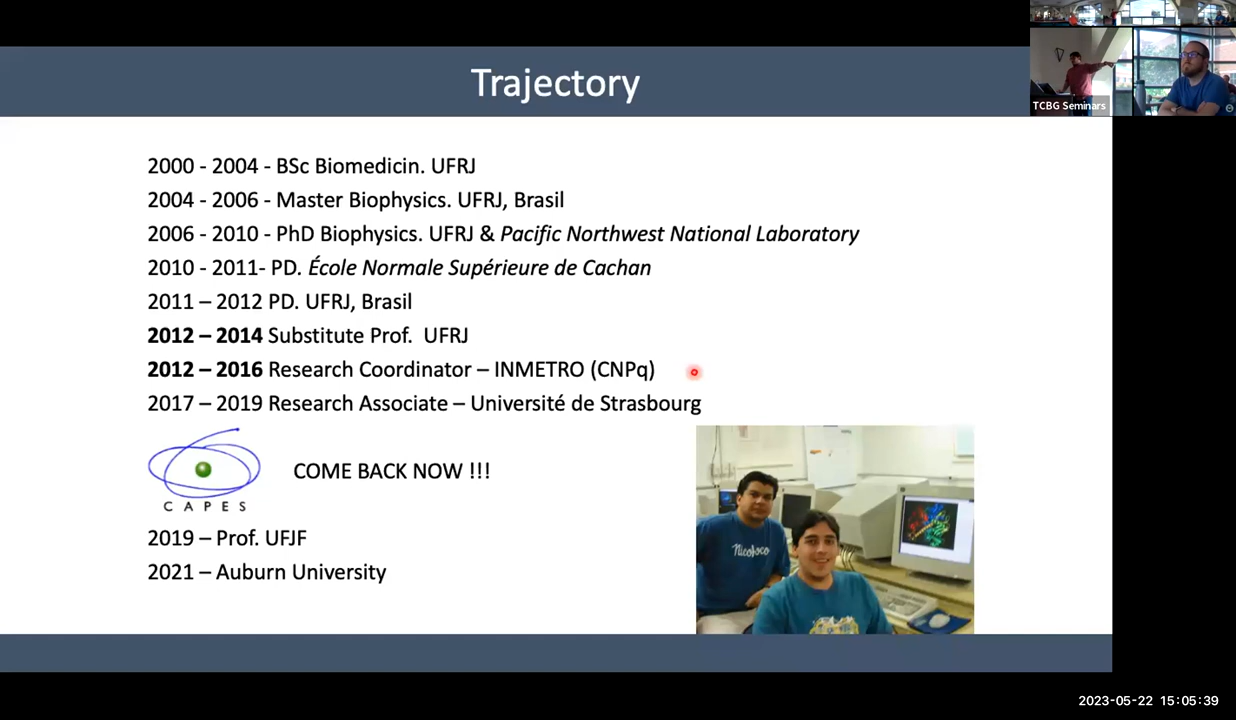 Trajectory
TCBG Seminars
2000 - 2004 - BSc Biomedicin. UFRJ
2004 - 2006 - Master Biophysics. UFRJ, Brasil
2006 - 2010 - PhD Biophysics. UFRJ & Pacific Northwest National Laboratory
2010 - 2011- PD. École Normale Supérieure de Cachan
2011 – 2012 PD. UFRJ, Brasil
2012 – 2014 Substitute Prof.  UFRJ
2012 – 2016 Research Coordinator – INMETRO (CNPq)
2017 – 2019 Research Associate – Université de Strasbourg
COME BACK NOW !!!
CAPES
Nicoboco
2019 – Prof. UFJF
2021 – Auburn University
2023-05-22 15:05:39